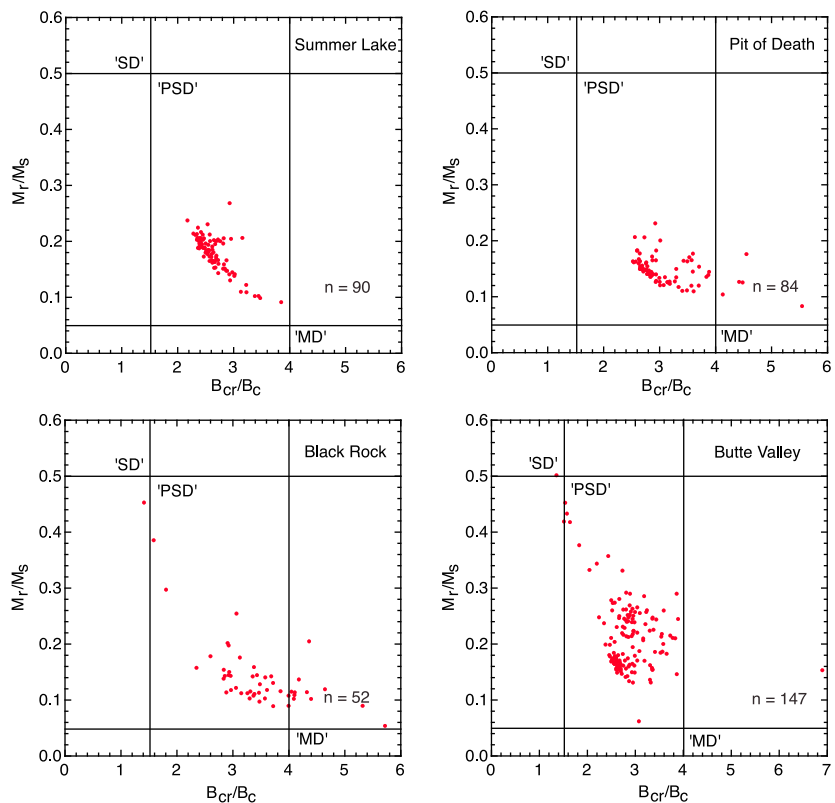 0.6
'SD'
Summer Lake
0.5
'PSD'
0.4
Mr/Ms
0.3
0.2
n = 90
0.1
'MD'
0.0
0 1 2 3 4 5 6
Bcr/Bc
0.6
'SD'
Pit of Death
0.5
'PSD'
0.4
Mr/Ms
0.3
0.2
n = 84
0.1
'MD'
0.0
0 1 2 3 4 5 6
Bcr/Bc
0.6
'SD'
Black Rock
0.5
'PSD'
0.4
Mr/Ms
0.3
0.2
0.1
n = 52
'MD'
0.0
0 1 2 3 4 5 6
Bcr/Bc
0.6
'SD'
Butte Valley
0.5
'PSD'
0.4
Mr/Ms
0.3
0.2
0.1
n = 147
'MD'
0.0
0 1 2 3 4 5 6 7
Bcr/Bc